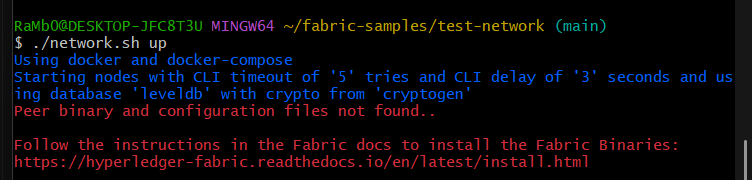 RaMbO@DESKTOP-JFC8T3U MINGW64 ~/fabric-samples/test-network (main)
$ ./network.sh up
Using docker and docker-compose
Starting nodes with CLI timeout of '5' tries and CLI delay of '3' seconds and us
ing database 'leveldb' with crypto from 'cryptogen'
Peer binary and configuration files not found..
Follow the instructions in the Fabric docs to install the Fabric Binaries:
https://hyperledger-fabric.readthedocs.io/en/latest/install.html